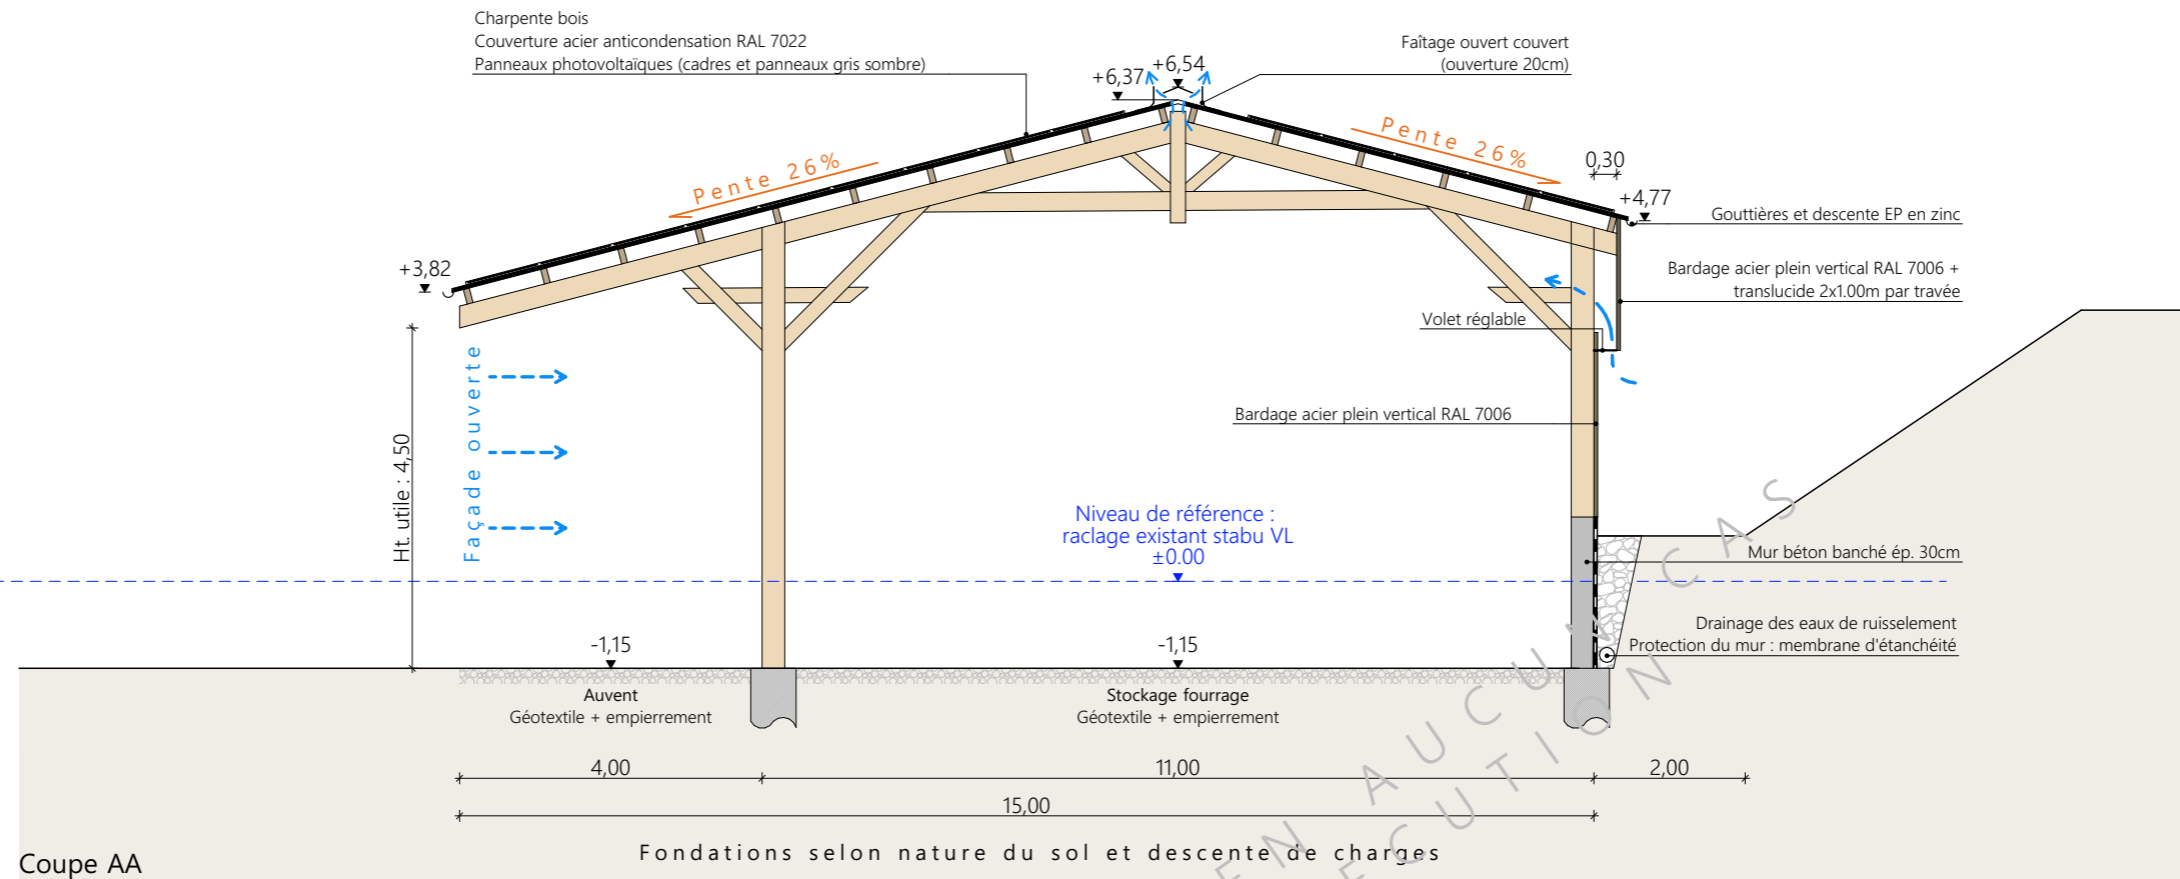 Charpente bois
Couverture acier anticondensation RAL 7022
Panneaux photovoltaïques (cadres et panneaux gris sombre)
Faîtage ouvert couvert
(ouverture 20cm)
+6,54
+6,37
Pente 26%
Pente 26%
0,30
+4,77
Gouttières et descente EP en zinc
+3,82
Bardage acier plein vertical RAL 7006 +
translucide 2x1.00m par travée
Volet réglable
Façade ouverte
Ht. utile : 4,50
Bardage acier plein vertical RAL 7006
Niveau de référence :
raclage existant stabu VL
±0.00
Mur béton banché ép. 30cm
Drainage des eaux de ruisselement
Protection du mur : membrane d'étanchéité
-1,15
-1,15
Auvent
Géotextile + empierrement
Stockage fourrage
Géotextile + empierrement
4,00
11,00
2,00
15,00
Fondations selon nature du sol et descente de charges
Coupe AA
EN AUCUN CAS
ECUTION